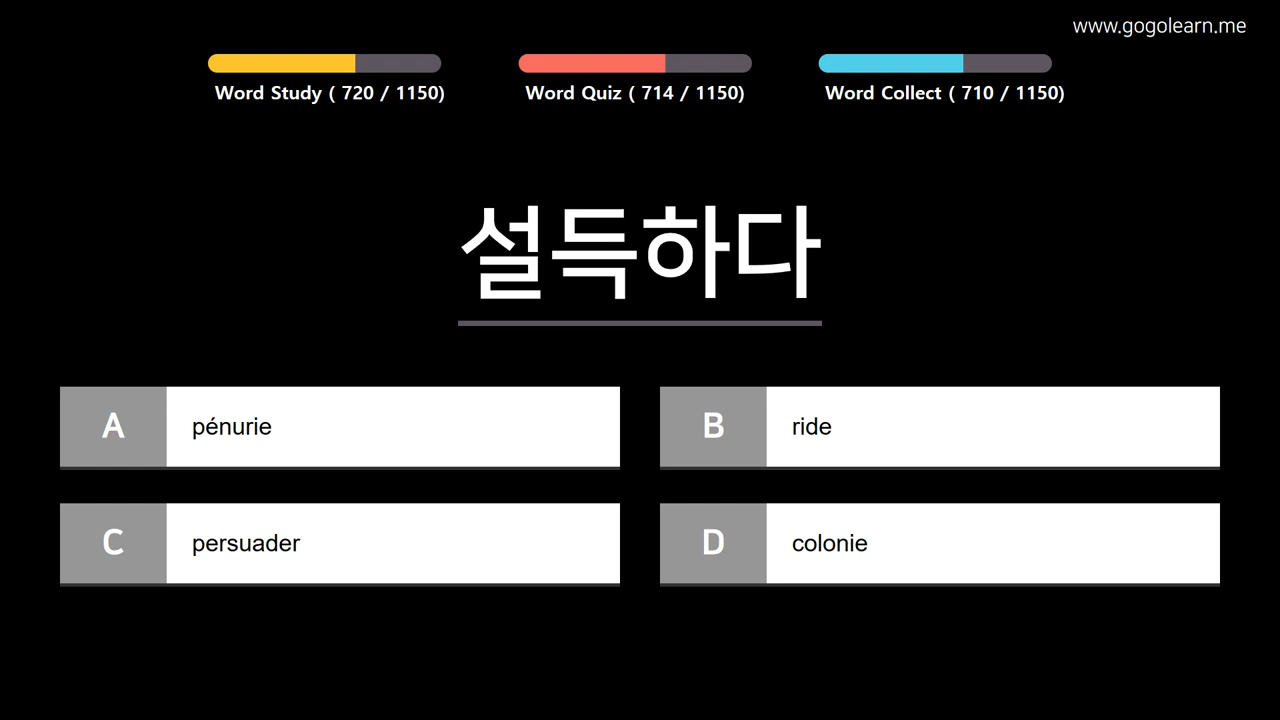 www.gogolearn.me
Word Study ( 720 / 1150)
Word Quiz ( 714 / 1150)
Word Collect ( 710 / 1150)
설득하다
A pénurie
B ride
C persuader
D colonie